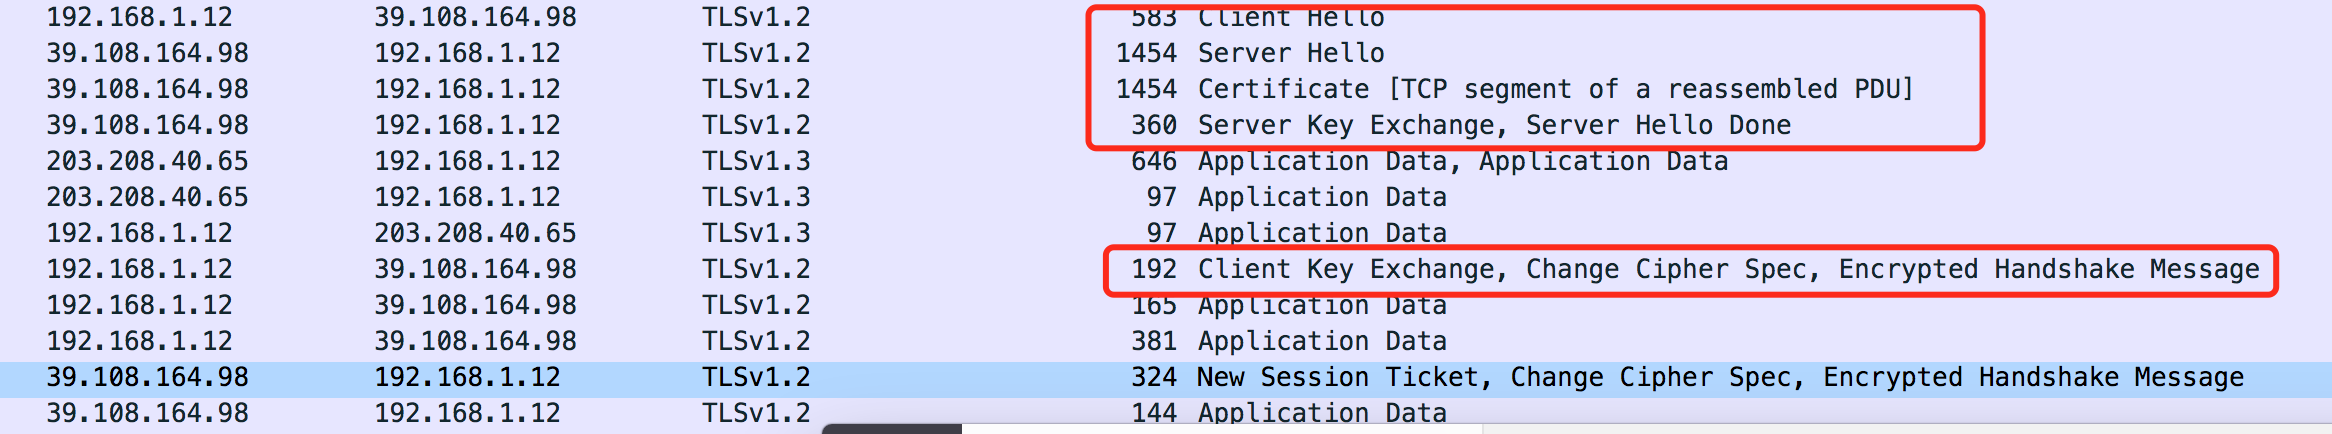 192.168.1.12 39.108.164.98 TLSv1.2 583 Client Hello
39.108.164.98 192.168.1.12 TLSv1.2 1454 Server Hello
39.108.164.98 192.168.1.12 TLSv1.2 1454 Certificate [TCP segment of a reassembled PDU]
39.108.164.98 192.168.1.12 TLSv1.2 360 Server Key Exchange, Server Hello Done
203.208.40.65 192.168.1.12 TLSv1.3 646 Application Data, Application Data
203.208.40.65 192.168.1.12 TLSv1.3 97 Application Data
192.168.1.12 203.208.40.65 TLSv1.3 97 Application Data
192.168.1.12 39.108.164.98 TLSv1.2 192 Client Key Exchange, Change Cipher Spec, Encrypted Handshake Message
192.168.1.12 39.108.164.98 TLSv1.2 165 Application Data
192.168.1.12 39.108.164.98 TLSv1.2 381 Application Data
39.108.164.98 192.168.1.12 TLSv1.2 324 New Session Ticket, Change Cipher Spec, Encrypted Handshake Message
39.108.164.98 192.168.1.12 TLSv1.2 144 Application Data